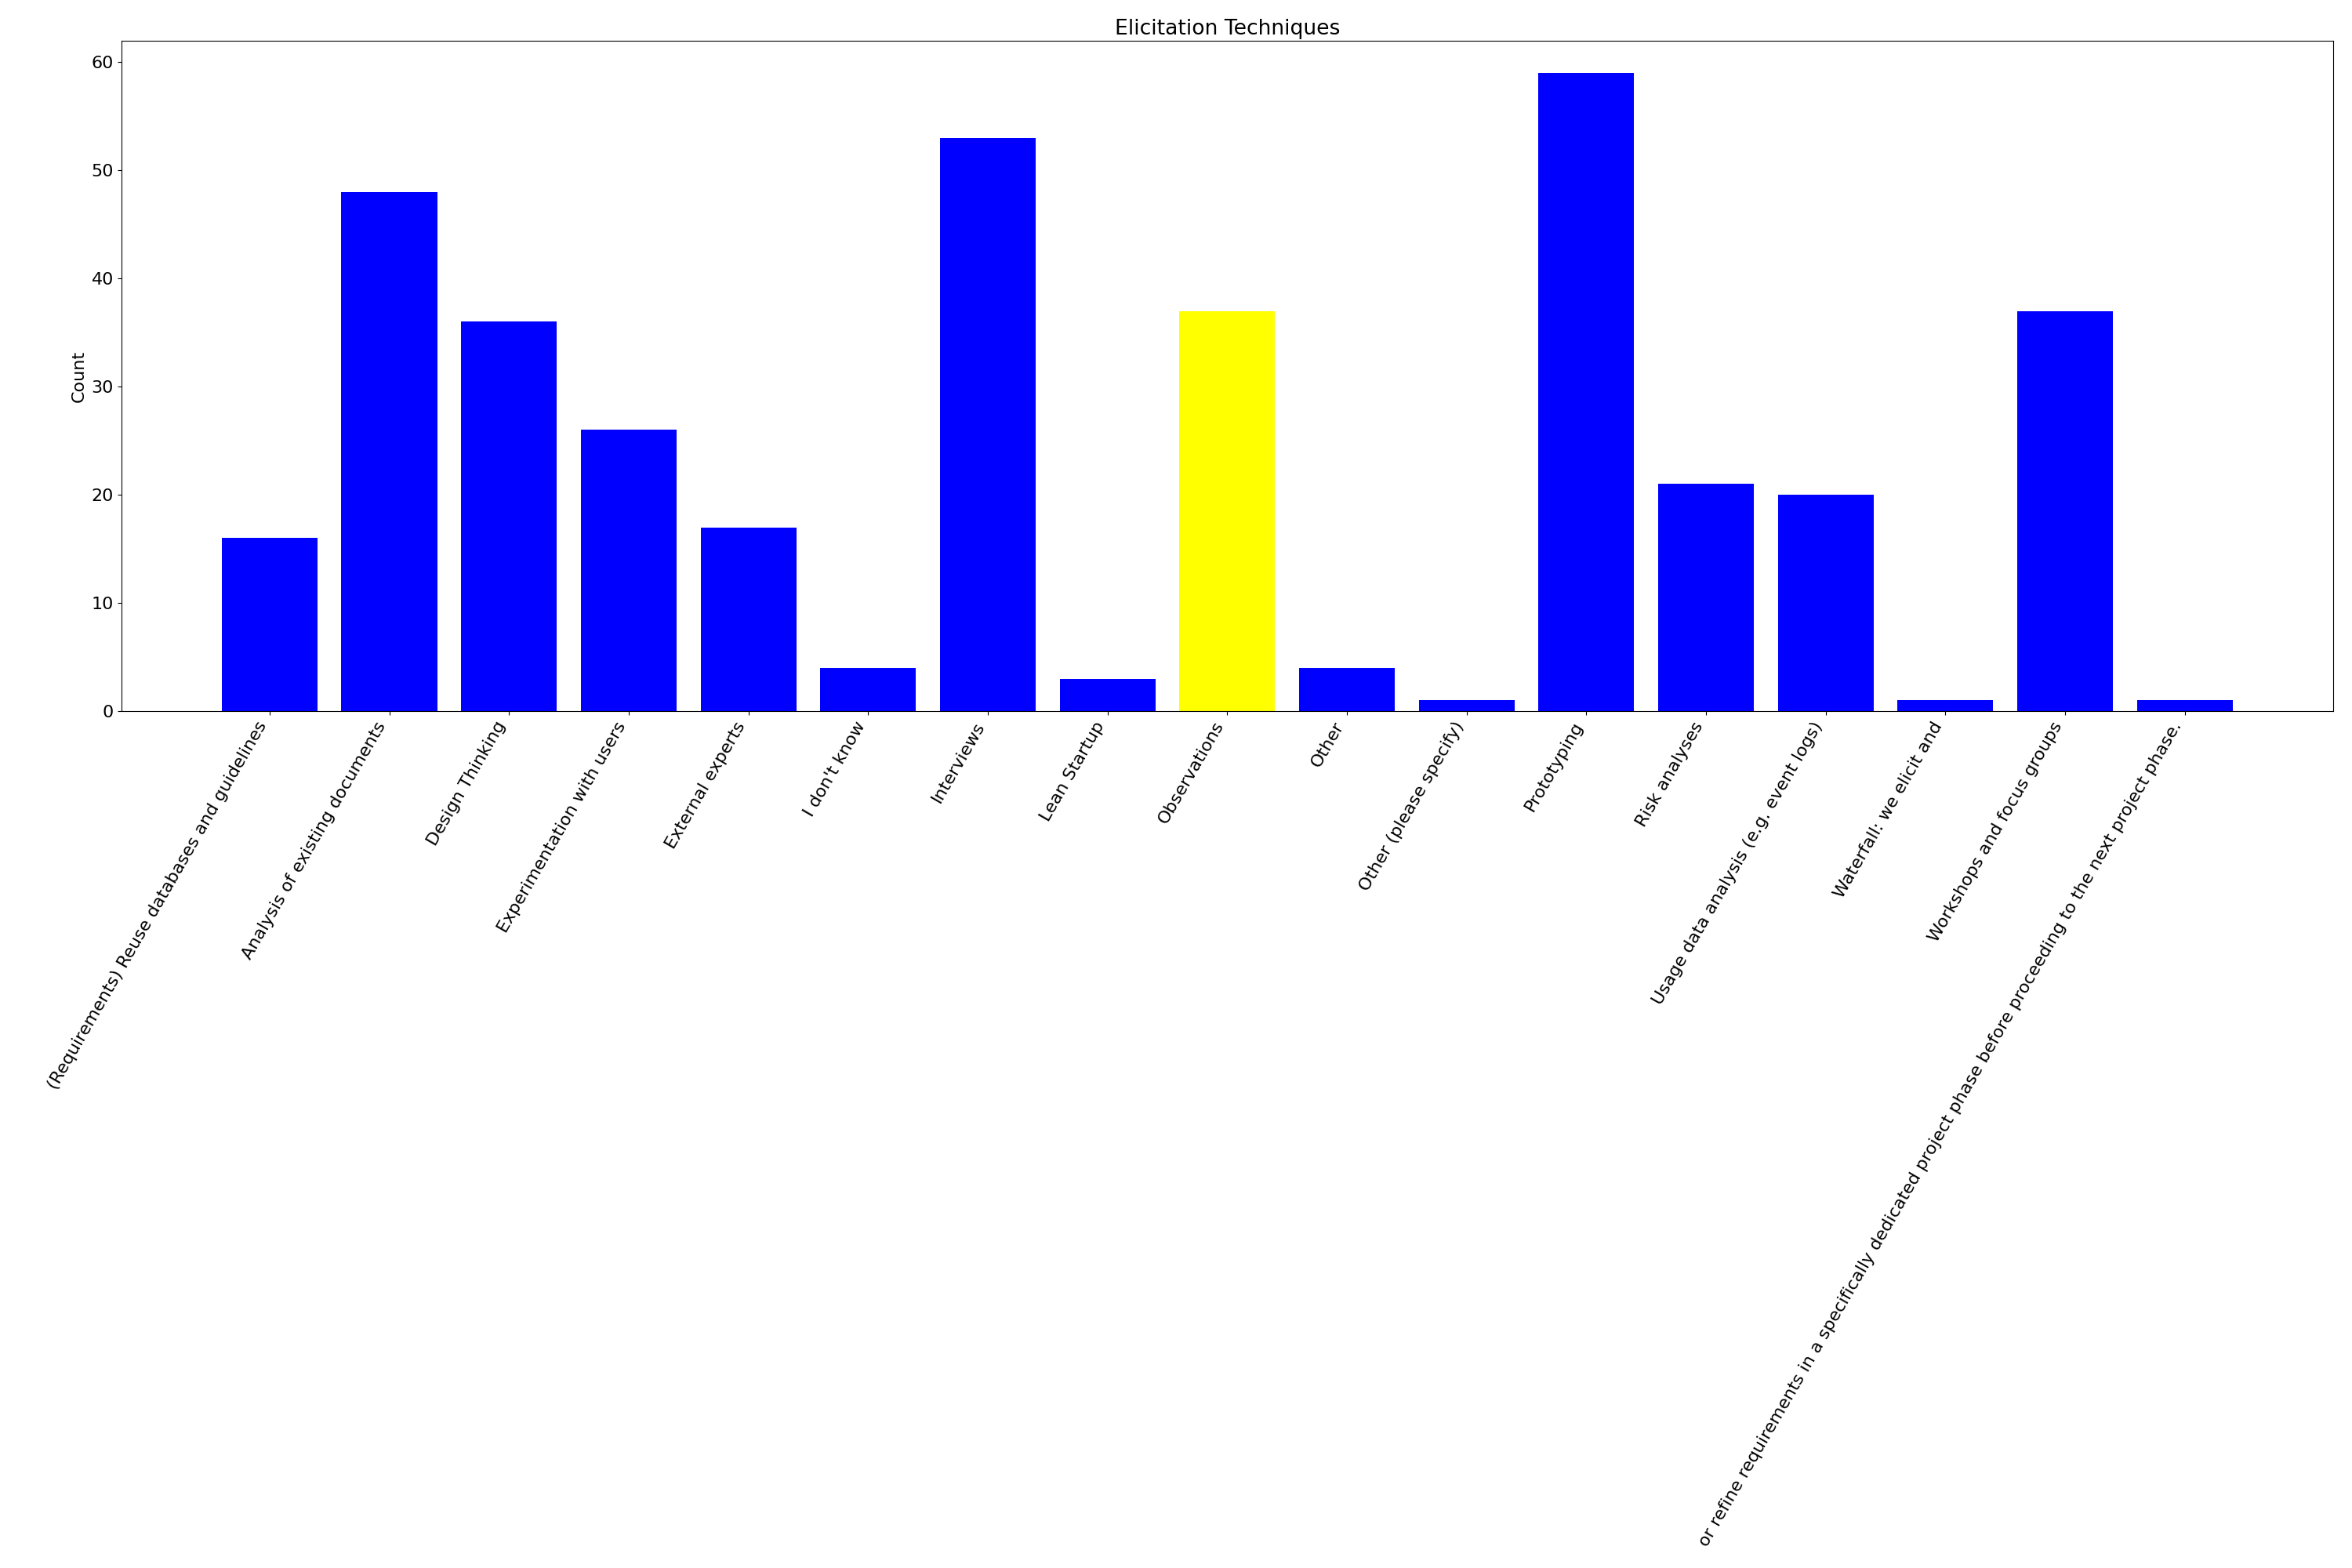 Elicitation Techniques
60
50
40
30
20
10
0
Count
(Requirements) Reuse databases and guidelines
Analysis of existing documents
Design Thinking
Experimentation with users
External experts
I don't know
Interviews
Lean Startup
Observations
Other
Other (please specify)
Prototyping
Risk analyses
Usage data analysis (e.g. event logs)
Waterfall: we elicit and
Workshops and focus groups
or refine requirements in a specifically dedicated project phase before proceeding to the next project phase.